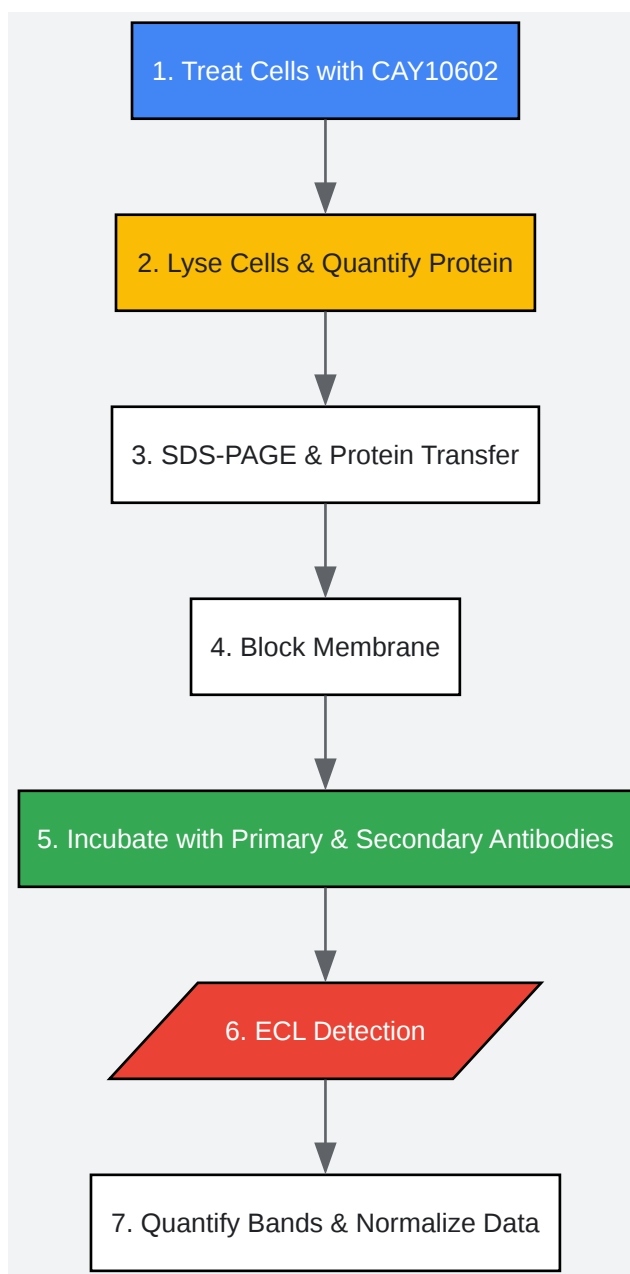 1. Treat Cells with CAY10602
2. Lyse Cells & Quantify Protein
3. SDS-PAGE & Protein Transfer
4. Block Membrane
5. Incubate with Primary & Secondary Antibodies
6. ECL Detection
7. Quantify Bands & Normalize Data